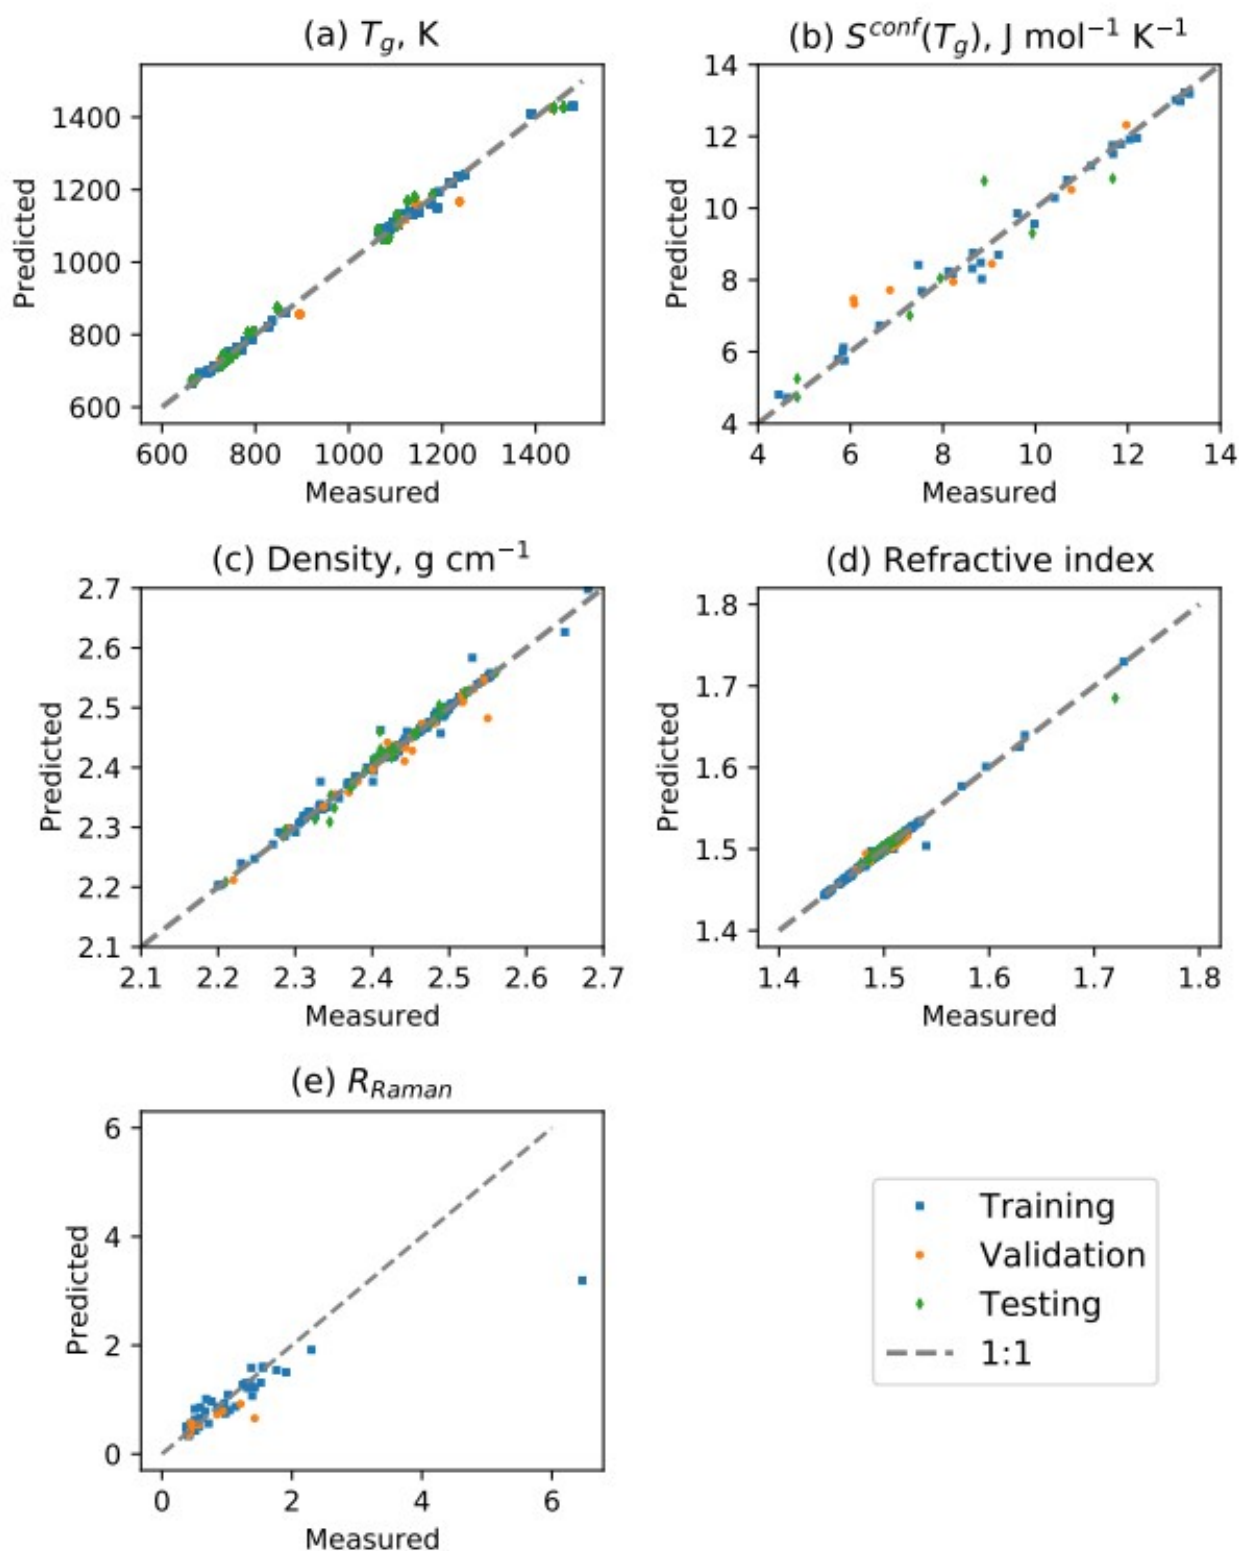 (a) T_g, K
1400
1200
1000
800
600
Predicted
600 800 1000 1200 1400
Measured
(b) S^conf(T_g), J mol⁻¹ K⁻¹
14
12
10
8
6
4
Predicted
4 6 8 10 12 14
Measured
(c) Density, g cm⁻¹
2.7
2.6
2.5
2.4
2.3
2.2
2.1
Predicted
2.1 2.2 2.3 2.4 2.5 2.6 2.7
Measured
(d) Refractive index
1.8
1.7
1.6
1.5
1.4
Predicted
1.4 1.5 1.6 1.7 1.8
Measured
(e) R_Raman
6
4
2
0
Predicted
0 2 4 6
Measured
Training
Validation
Testing
1:1